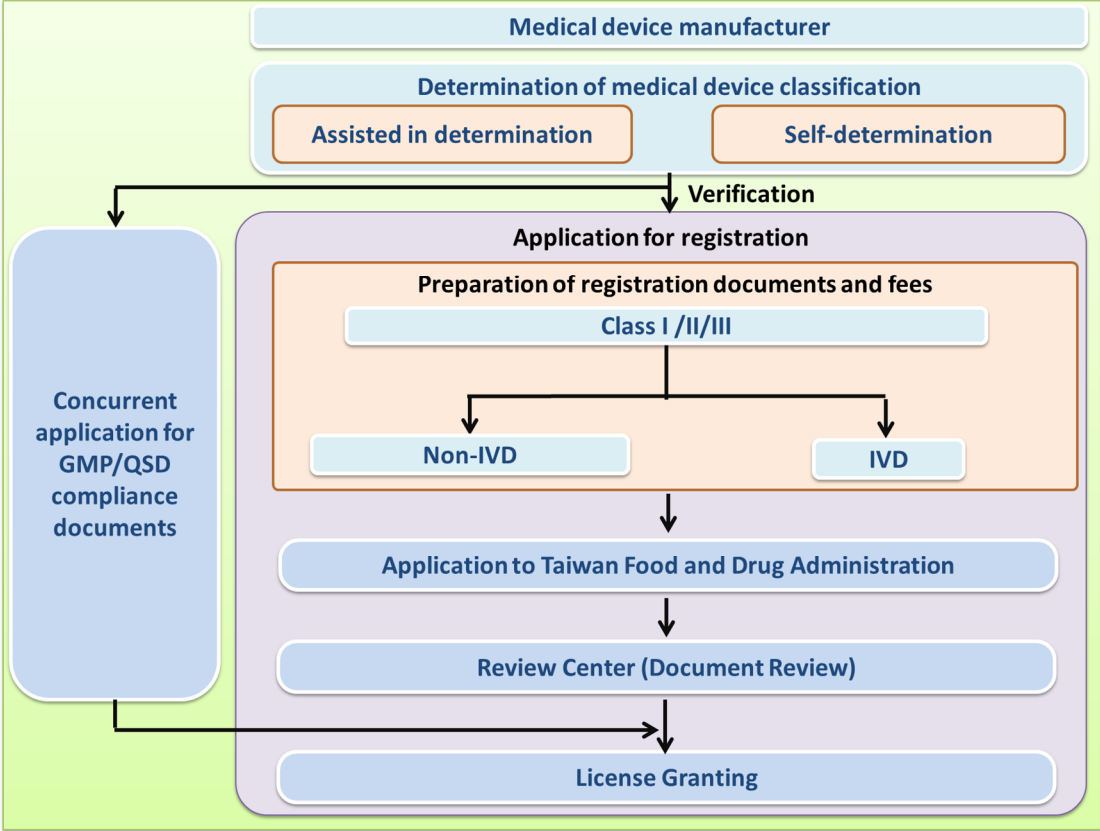 Medical device manufacturer
Determination of medical device classification
Assisted in determination
Self-determination
Verification
Application for registration
Preparation of registration documents and fees
Class I /II/III
Non-IVD
IVD
Concurrent
application for
GMP/QSD
compliance
documents
Application to Taiwan Food and Drug Administration
Review Center (Document Review)
License Granting